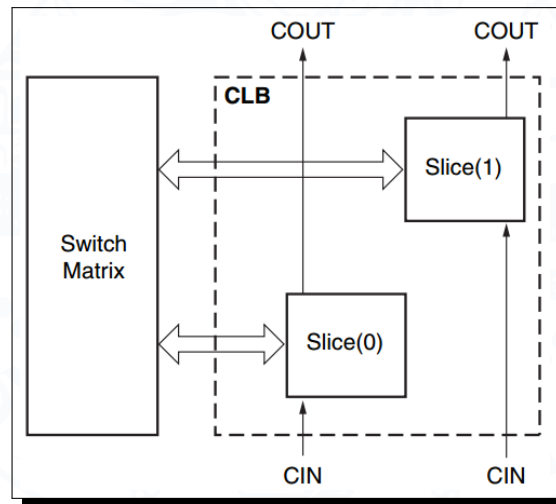 COUT COUT
CLB
Slice(1)
Switch
Matrix
Slice(0)
CIN CIN